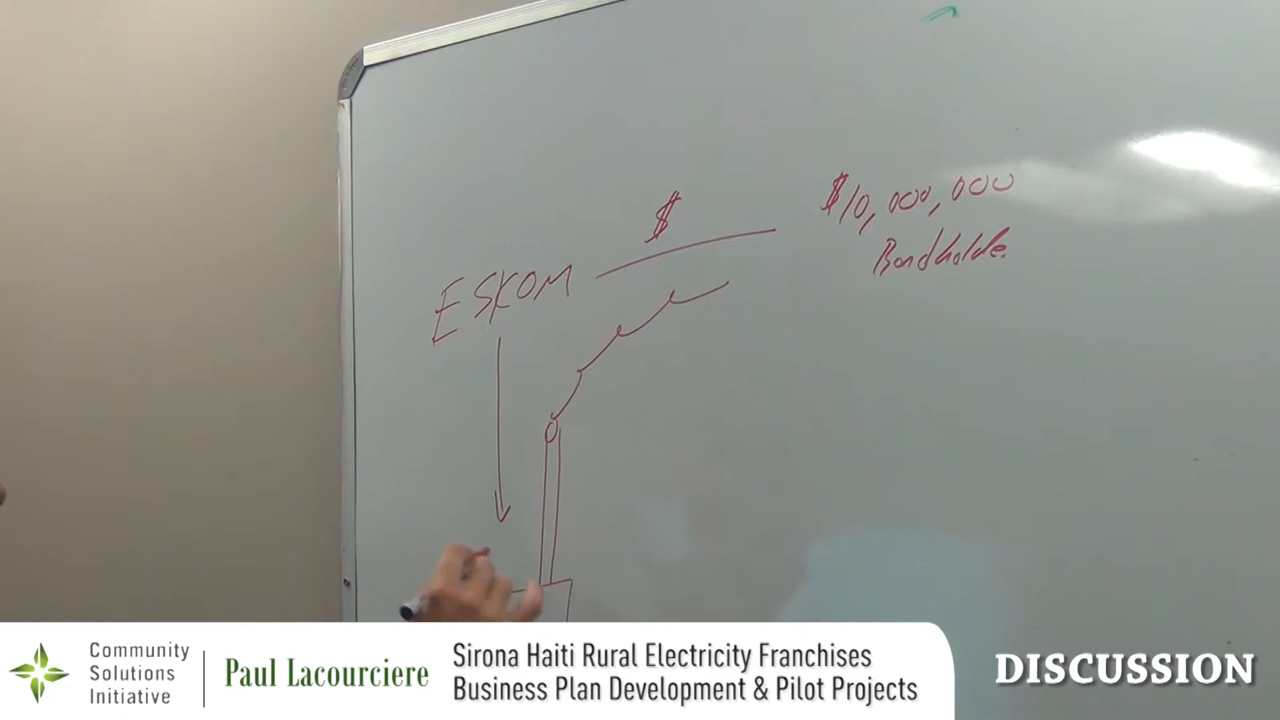 $10,000,000
$
Bondholde
ESKOM
Community
Solutions
Initiative
Paul Lacourciere
Sirona Haiti Rural Electricity Franchises
Business Plan Development & Pilot Projects
DISCUSSION